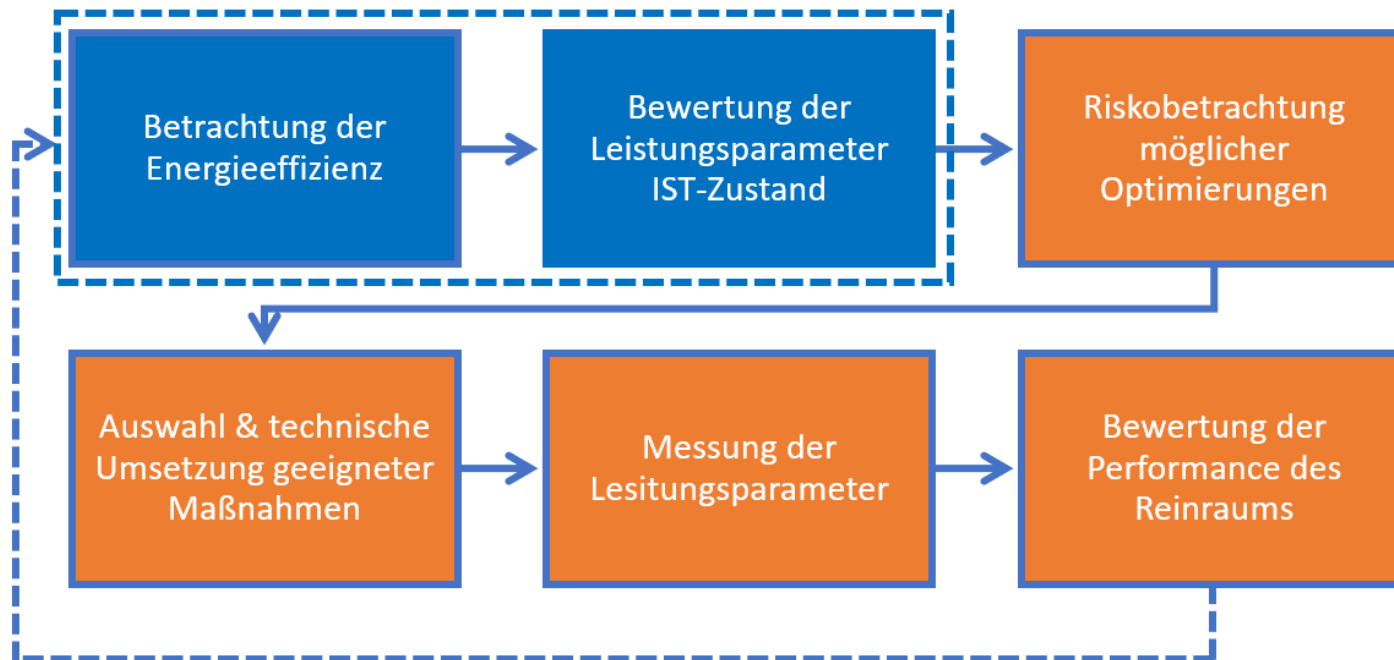 Betrachtung der
Energieeffizienz
Bewertung der
Leistungsparameter
IST-Zustand
Riskobetrachtung
möglicher
Optimierungen
Auswahl & technische
Umsetzung geeigneter
Maßnahmen
Messung der
Lesitungsparameter
Bewertung der
Performance des
Reinraums